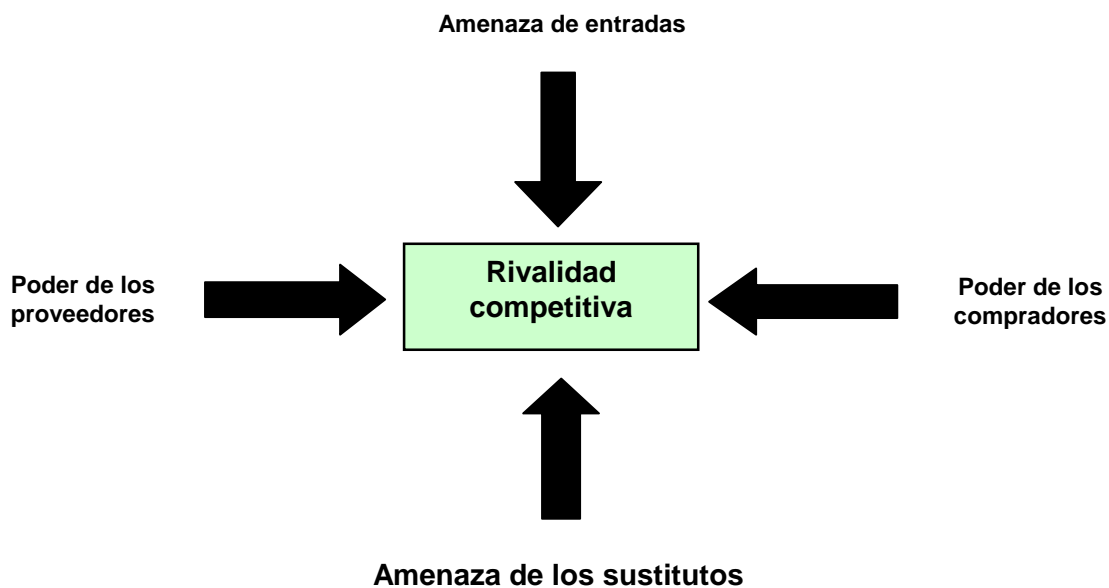 Amenaza de entradas
Poder de los
proveedores
Rivalidad
competitiva
Poder de los
compradores
Amenaza de los sustitutos